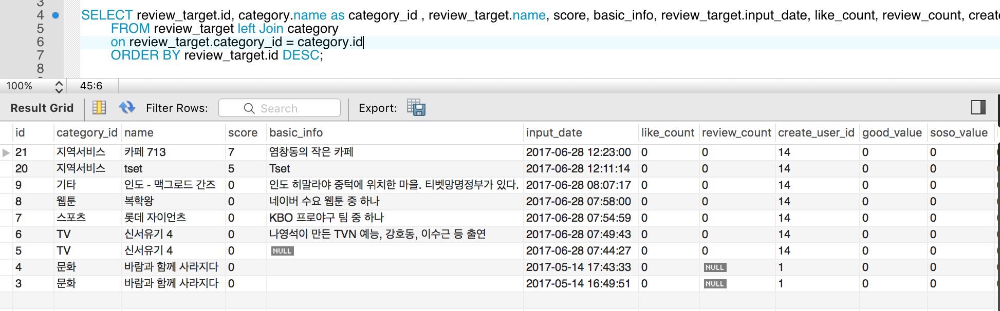 3
4 SELECT review_target.id, category.name as category_id , review_target.name, score, basic_info, review_target.input_date, like_count, review_count, create
5 FROM review_target left Join category
6 on review_target.category_id = category.id
7 ORDER BY review_target.id DESC;
8
100% 45:6
Result Grid Filter Rows: Search Export:
id category_id name score basic_info input_date like_count review_count create_user_id good_value soso_value
21 지역서비스 카페 713 7 염창동의 작은 카페 2017-06-28 12:23:00 0 0 14 0 0
20 지역서비스 tset 5 Tset 2017-06-28 12:11:14 0 0 14 0 0
9 기타 인도 - 맥그로드 간즈 0 인도 히말라야 중턱에 위치한 마을. 티벳망명정부가 있다. 2017-06-28 08:07:17 0 0 14 0 0
8 웹툰 복학왕 0 네이버 수요 웹툰 중 하나 2017-06-28 07:58:00 0 0 14 0 0
7 스포츠 롯데 자이언츠 0 KBO 프로야구 팀 중 하나 2017-06-28 07:54:59 0 0 14 0 0
6 TV 신서유기 4 0 나영석이 만든 TVN 예능, 강호동, 이수근 등 출연 2017-06-28 07:49:43 0 0 14 0 0
5 TV 신서유기 4 0 NULL 2017-06-28 07:44:27 0 0 14 0 0
4 문화 바람과 함께 사라지다 0 2017-05-14 17:43:33 0 NULL 1 0 0
3 문화 바람과 함께 사라지다 0 2017-05-14 16:49:51 0 NULL 1 0 0